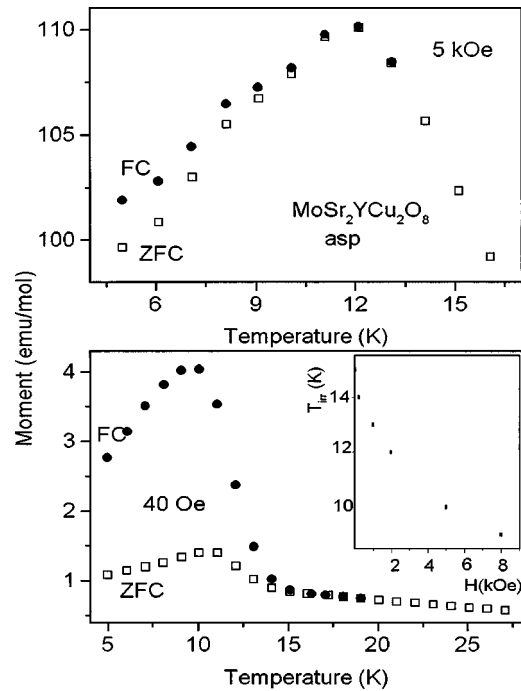 110
105
100
5 kOe
FC
ZFC
MoSr₂YCu₂O₈
asp
6 9 12 15
Temperature (K)
Moment (emu/mol)
4
3
2
1
FC
40 Oe
ZFC
5 10 15 20 25
Temperature (K)
T_irr (K)
14
12
10
2 4 6 8
H(kOe)